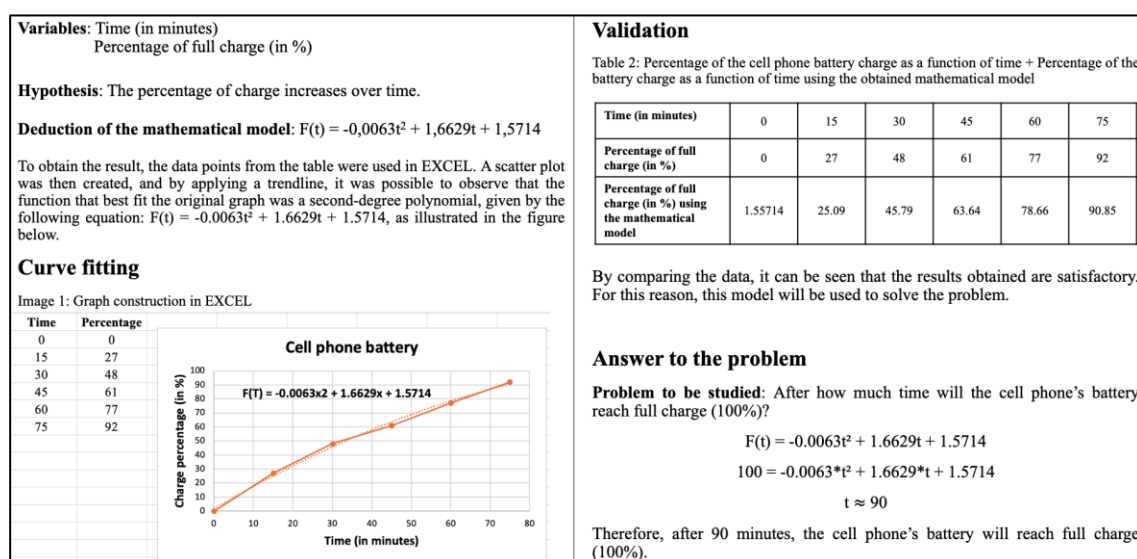 Variables: Time (in minutes)
Percentage of full charge (in %)
Hypothesis: The percentage of charge increases over time.
Deduction of the mathematical model: F(t) = -0,0063t² + 1,6629t + 1,5714
To obtain the result, the data points from the table were used in EXCEL. A scatter plot
was then created, and by applying a trendline, it was possible to observe that the
function that best fit the original graph was a second-degree polynomial, given by the
following equation: F(t) = -0.0063t² + 1.6629t + 1.5714, as illustrated in the figure
below.
Curve fitting
Image 1: Graph construction in EXCEL
Time Percentage
0 0
15 27
30 48
45 61
60 77
75 92
Cell phone battery
F(T) = -0.0063x2 + 1.6629x + 1.5714
Charge percentage (in %)
100
90
80
70
60
50
40
30
20
10
0
0 10 20 30 40 50 60 70 80
Time (in minutes)
Validation
Table 2: Percentage of the cell phone battery charge as a function of time + Percentage of the
battery charge as a function of time using the obtained mathematical model
Time (in minutes) 0 15 30 45 60 75
Percentage of full
charge (in %) 0 27 48 61 77 92
Percentage of full
charge (in %) using
the mathematical
model 1.55714 25.09 45.79 63.64 78.66 90.85
By comparing the data, it can be seen that the results obtained are satisfactory.
For this reason, this model will be used to solve the problem.
Answer to the problem
Problem to be studied: After how much time will the cell phone's battery
reach full charge (100%)?
F(t) = -0.0063t² + 1.6629t + 1.5714
100 = -0.0063*t² + 1.6629*t + 1.5714
t ≈ 90
Therefore, after 90 minutes, the cell phone's battery will reach full charge
(100%).